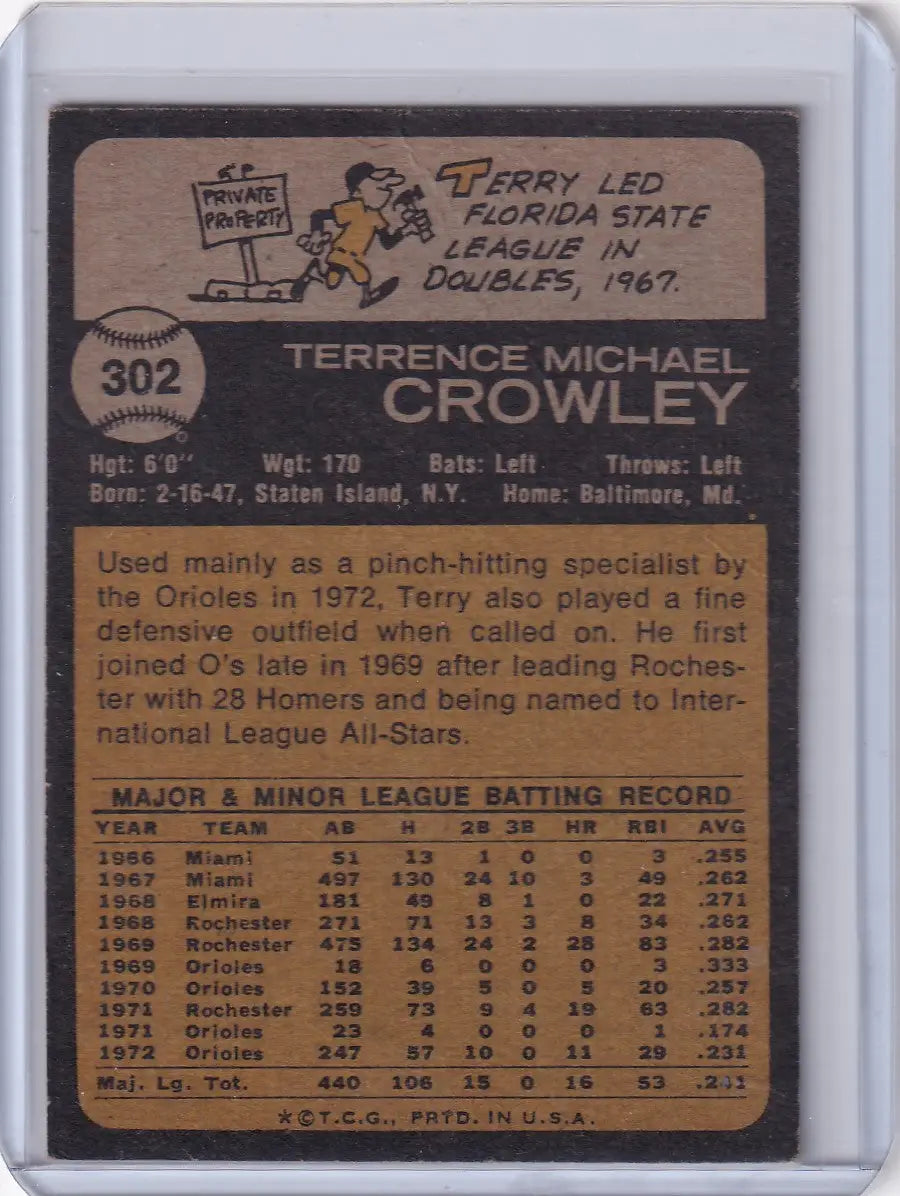 PRIVATE
PROPERTY
TERRY LED
FLORIDA STATE
LEAGUE IN
DOUBLES, 1967.
302
TERRENCE MICHAEL
CROWLEY
Hgt: 6'0" Wgt: 170 Bats: Left Throws: Left
Born: 2-16-47, Staten Island, N.Y. Home: Baltimore, Md.
Used mainly as a pinch-hitting specialist by
the Orioles in 1972, Terry also played a fine
defensive outfield when called on. He first
joined O's late in 1969 after leading Roches-
ter with 28 Homers and being named to Inter-
national League All-Stars.
MAJOR & MINOR LEAGUE BATTING RECORD
YEAR TEAM AB H 2B 3B HR RBI AVG
1966 Miami 51 13 1 0 0 3 .255
1967 Miami 497 130 24 10 3 49 .262
1968 Elmira 181 49 8 1 0 22 .271
1968 Rochester 271 71 13 3 8 34 .262
1969 Rochester 475 134 24 2 28 83 .282
1969 Orioles 18 6 0 0 0 3 .333
1970 Orioles 152 39 5 0 5 20 .257
1971 Rochester 259 73 9 4 19 63 .282
1971 Orioles 23 4 0 0 0 1 .174
1972 Orioles 247 57 10 0 11 29 .231
Maj. Lg. Tot. 440 106 15 0 16 53 .241
*©T.C.G., PRTD. IN U.S.A.